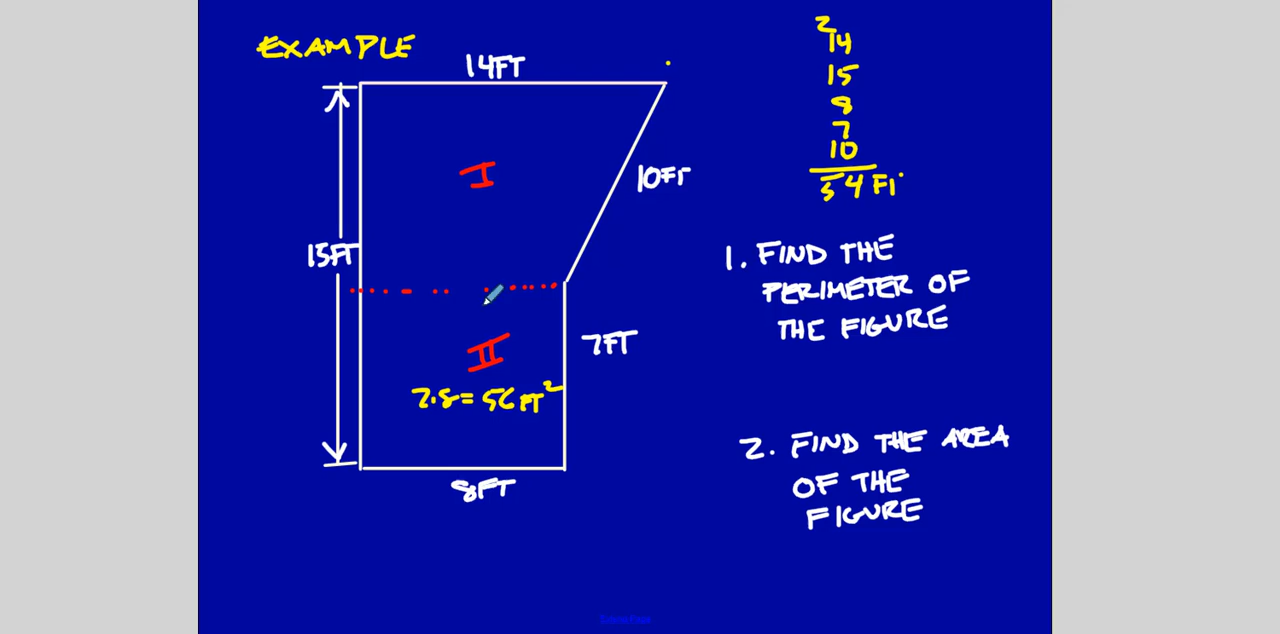 EXAMPLE
14FT
2
14
15
8
7
10
54 FT
I
10FT
15FT
1. FIND THE
PERIMETER OF
THE FIGURE
II
7FT
7.8 = 56 FT²
2. FIND THE AREA
OF THE
FIGURE
8FT